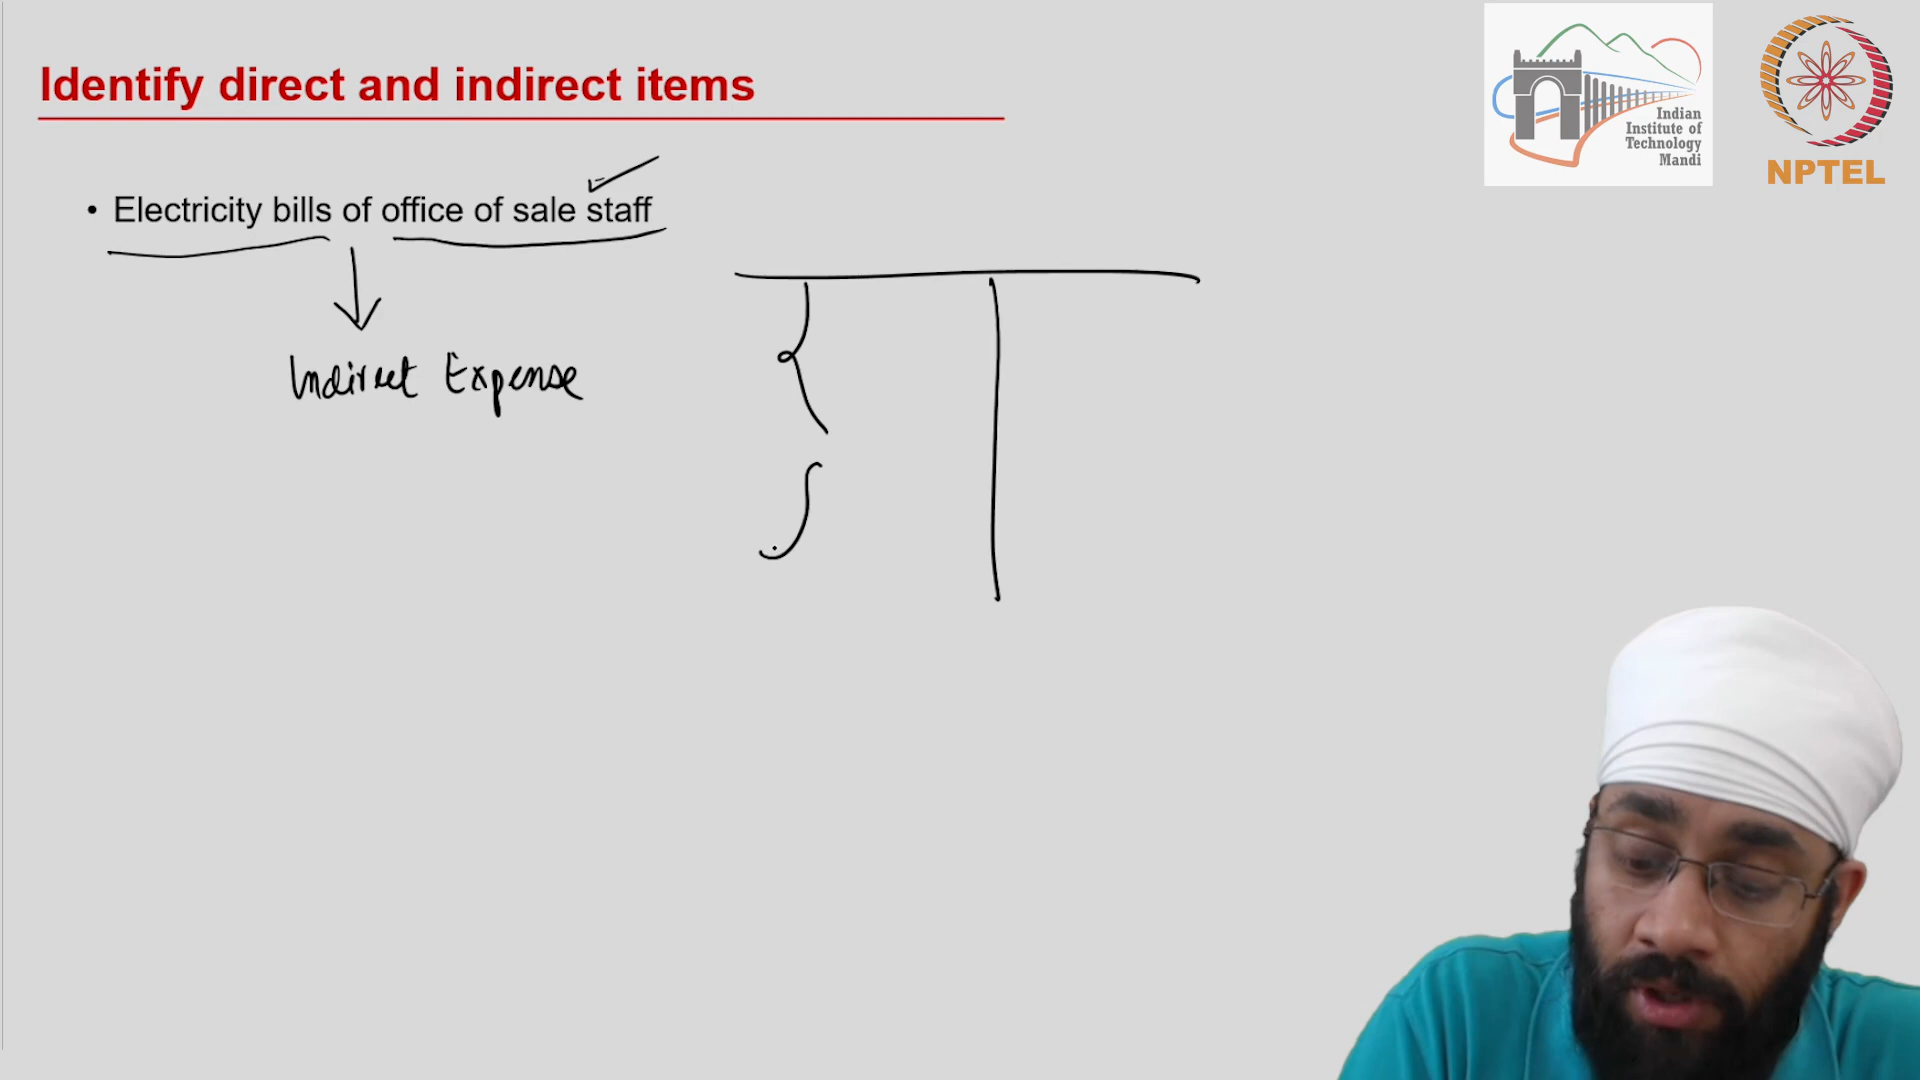 Identify direct and indirect items
• Electricity bills of office of sale staff
Indirect Expense
Indian
Institute of
Technology
Mandi
NPTEL